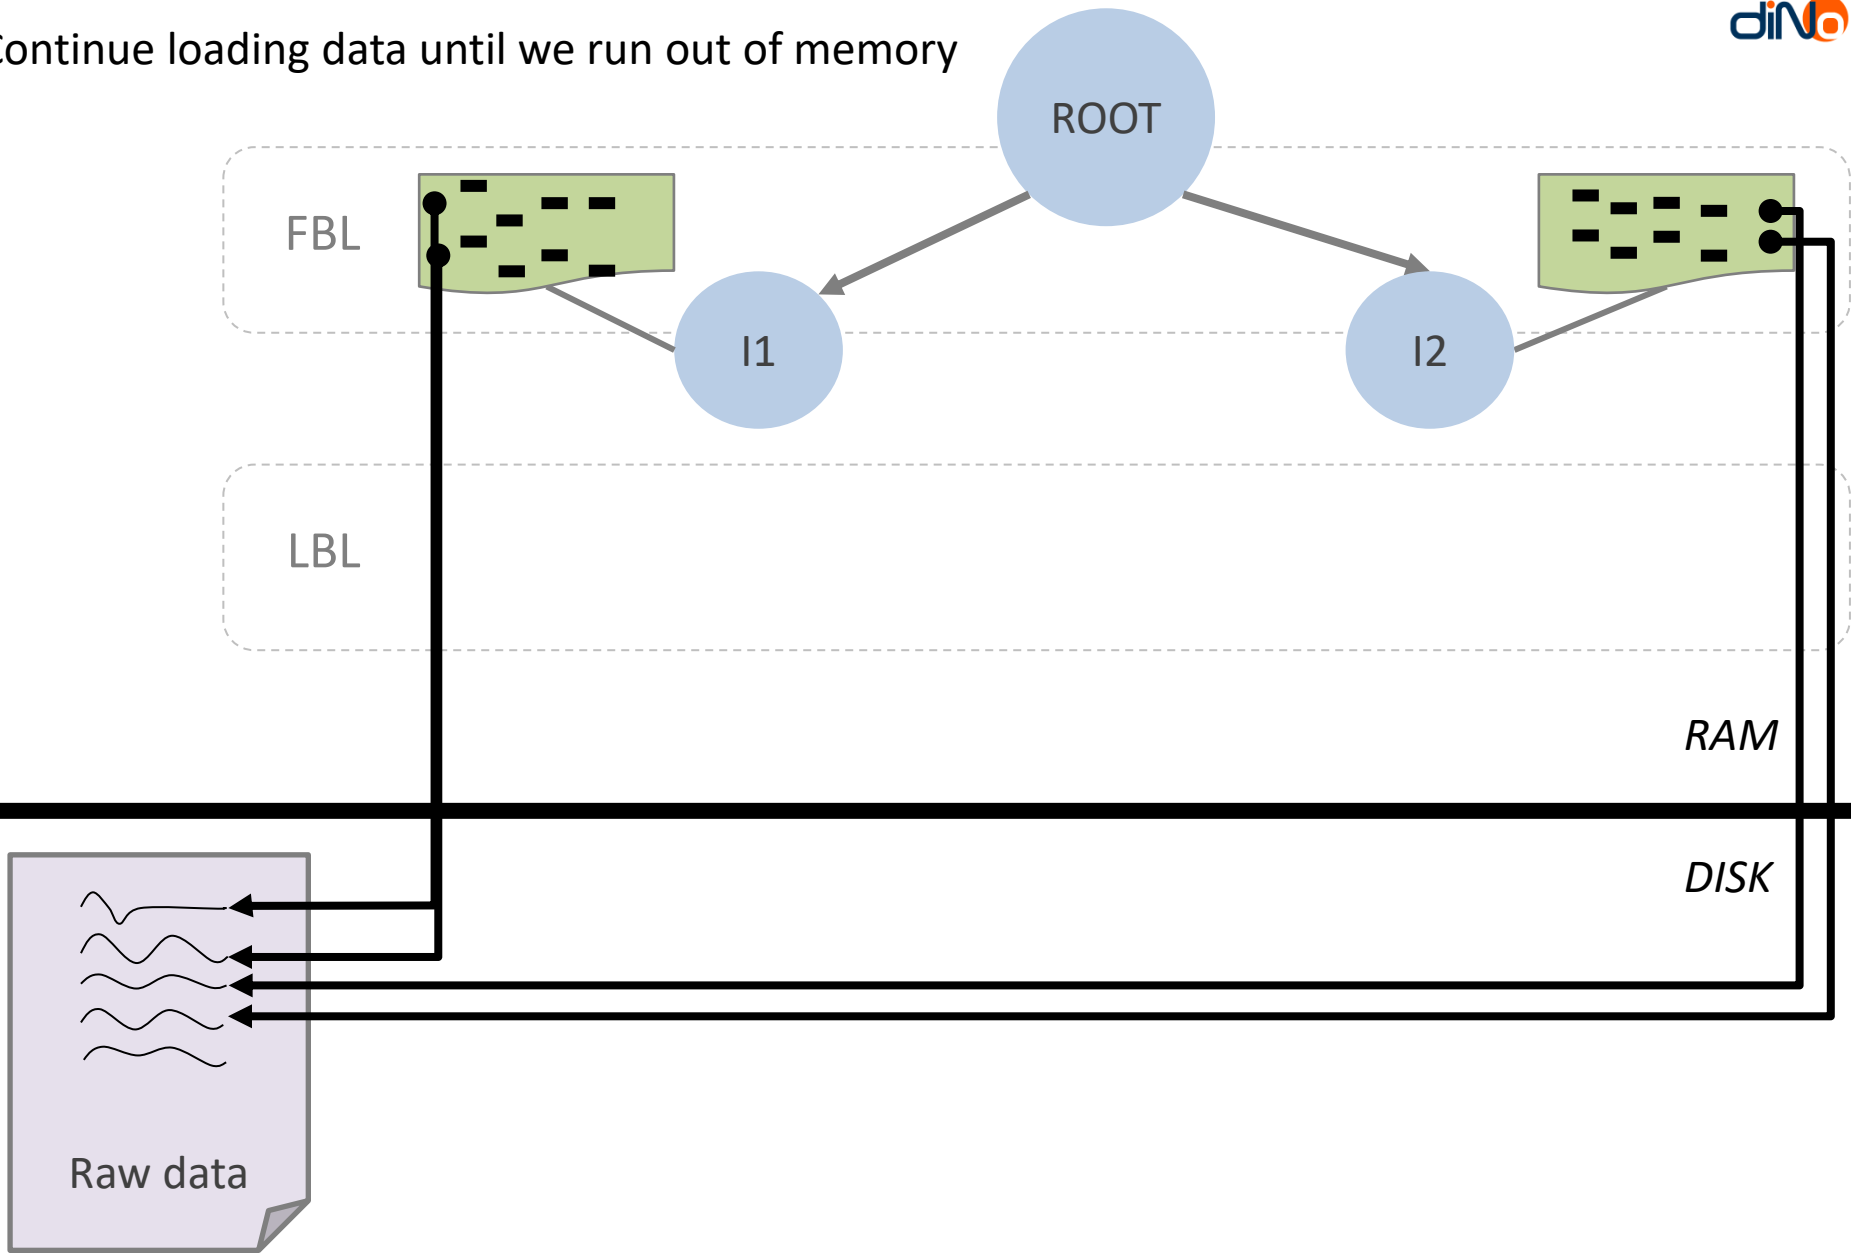 Continue loading data until we run out of memory
diNo
ROOT
FBL
I1
I2
LBL
RAM
DISK
Raw data